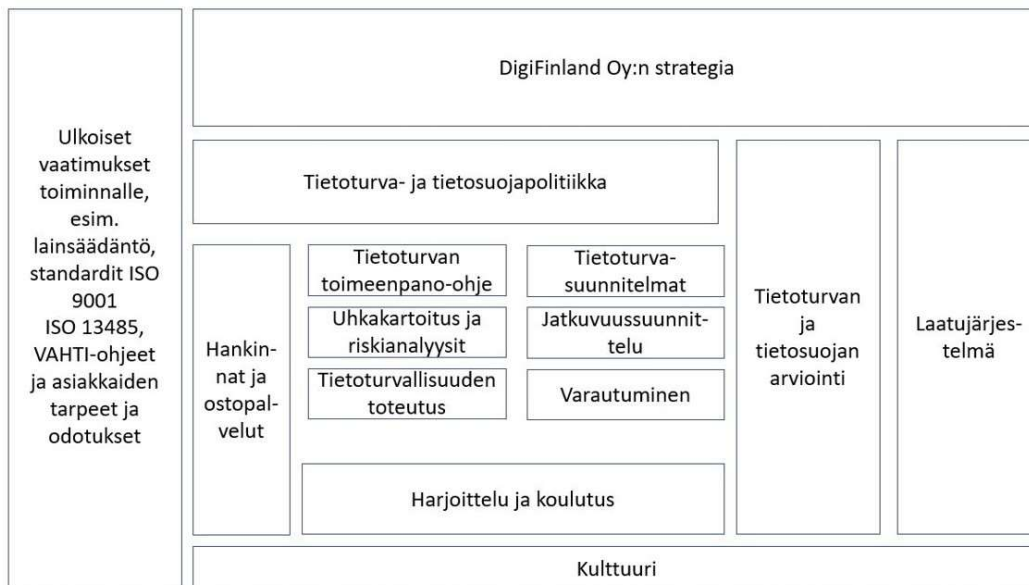 Ulkoiset
vaatimukset
toiminnalle,
esim.
lainsäädäntö,
standardit ISO
9001
ISO 13485,
VAHTI-ohjeet
ja asiakkaiden
tarpeet ja
odotukset
DigiFinland Oy:n strategia
Tietoturva- ja tietosuojapolitiikka
Hankin-
nat ja
ostopal-
velut
Tietoturvan
toimeenpano-ohje
Tietoturva-
suunnitelmat
Uhkakartoitus ja
riskianalyysit
Jatkuvuussuunnit-
telu
Tietoturvallisuuden
toteutus
Varautuminen
Harjoittelu ja koulutus
Tietoturvan
ja
tietosuojan
arviointi
Laatujärjes-
telmä
Kulttuuri